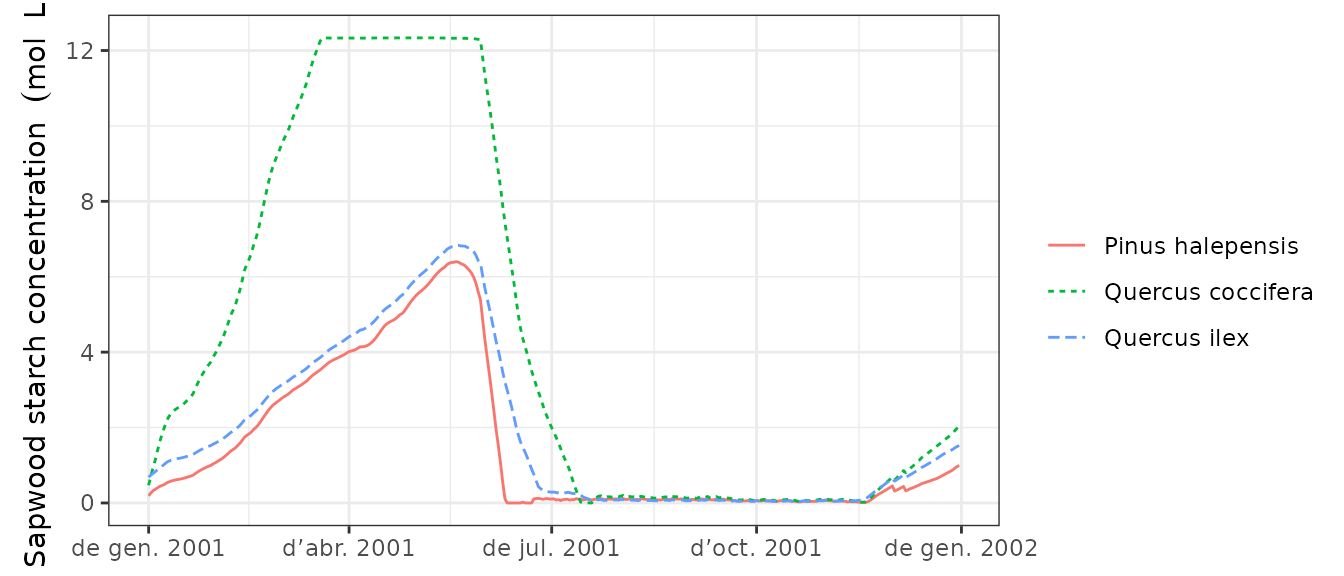 Sapwood starch concentration (mol L
12
8
4
0
de gen. 2001
d’abr. 2001
de jul. 2001
d’oct. 2001
de gen. 2002
Pinus halepensis
Quercus coccifera
Quercus ilex